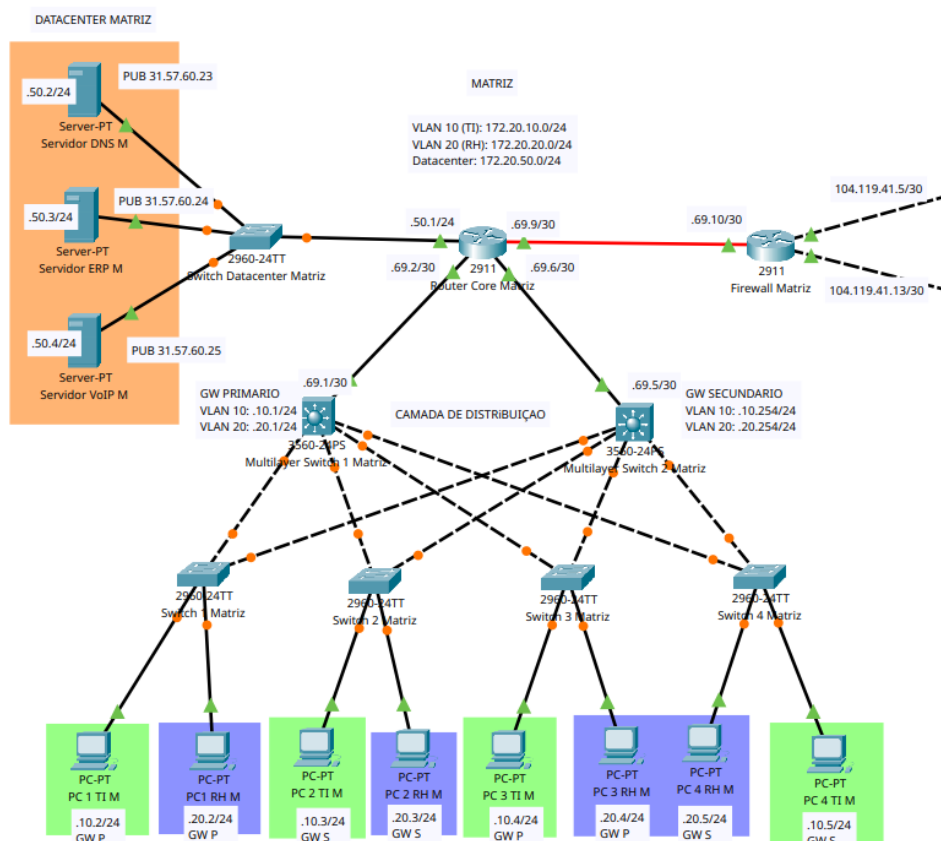 DATACENTER MATRIZ
PUB 31.57.60.23
.50.2/24
Server-PT
Servidor DNS M
MATRIZ
VLAN 10 (TI): 172.20.10.0/24
VLAN 20 (RH): 172.20.20.0/24
Datacenter: 172.20.50.0/24
PUB 31.57.60.24
.50.3/24
Server-PT
Servidor ERP M
2960-24TT
Switch Datacenter Matriz
.50.1/24
.69.9/30
.69.2/30
.69.6/30
2911
Router Core Matriz
.69.10/30
104.119.41.5/30
2911
Firewall Matriz
104.119.41.13/30
.50.4/24
PUB 31.57.60.25
Server-PT
Servidor VoIP M
GW PRIMARIO
VLAN 10: .10.1/24
VLAN 20: .20.1/24
.69.1/30
3560-24PS
Multilayer Switch 1 Matriz
CAMADA DE DISTRiBUIÇAO
.69.5/30
3560-24PS
Multilayer Switch 2 Matriz
GW SECUNDARIO
VLAN 10: .10.254/24
VLAN 20: .20.254/24
2960-24TT
Switch 1 Matriz
2960-24TT
Switch 2 Matriz
2960-24TT
Switch 3 Matriz
2960-24TT
Switch 4 Matriz
PC-PT
PC 1 TI M
.10.2/24
GW P
PC-PT
PC1 RH M
.20.2/24
GW P
PC-PT
PC 2 TI M
.10.3/24
GW S
PC-PT
PC 2 RH M
.20.3/24
GW S
PC-PT
PC 3 TI M
.10.4/24
GW P
PC-PT
PC 3 RH M
.20.4/24
GW P
PC-PT
PC 4 RH M
.20.5/24
GW S
PC-PT
PC 4 TI M
.10.5/24
GW S